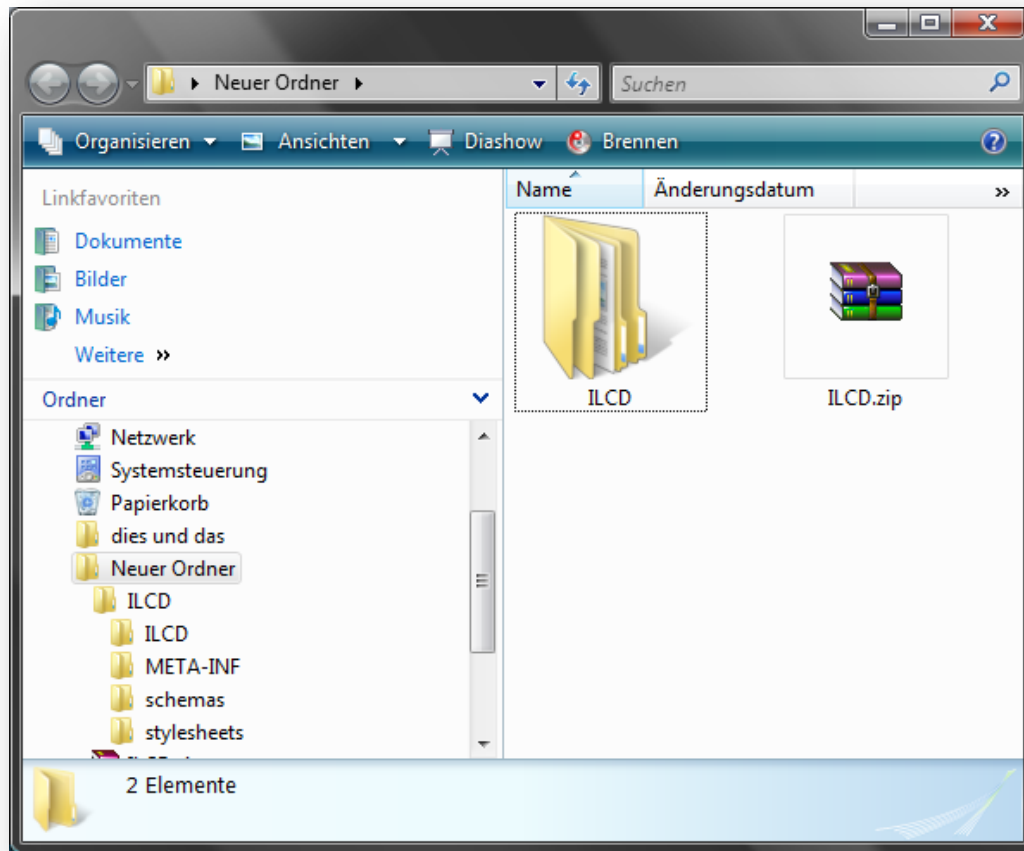 Neuer Ordner
Suchen
Organisieren Ansichten Diashow Brennen
Linkfavoriten
Dokumente
Bilder
Musik
Weitere »
Ordner
Netzwerk
Systemsteuerung
Papierkorb
dies und das
Neuer Ordner
ILCD
ILCD
META-INF
schemas
stylesheets
Name Änderungsdatum »
ILCD
ILCD.zip
2 Elemente